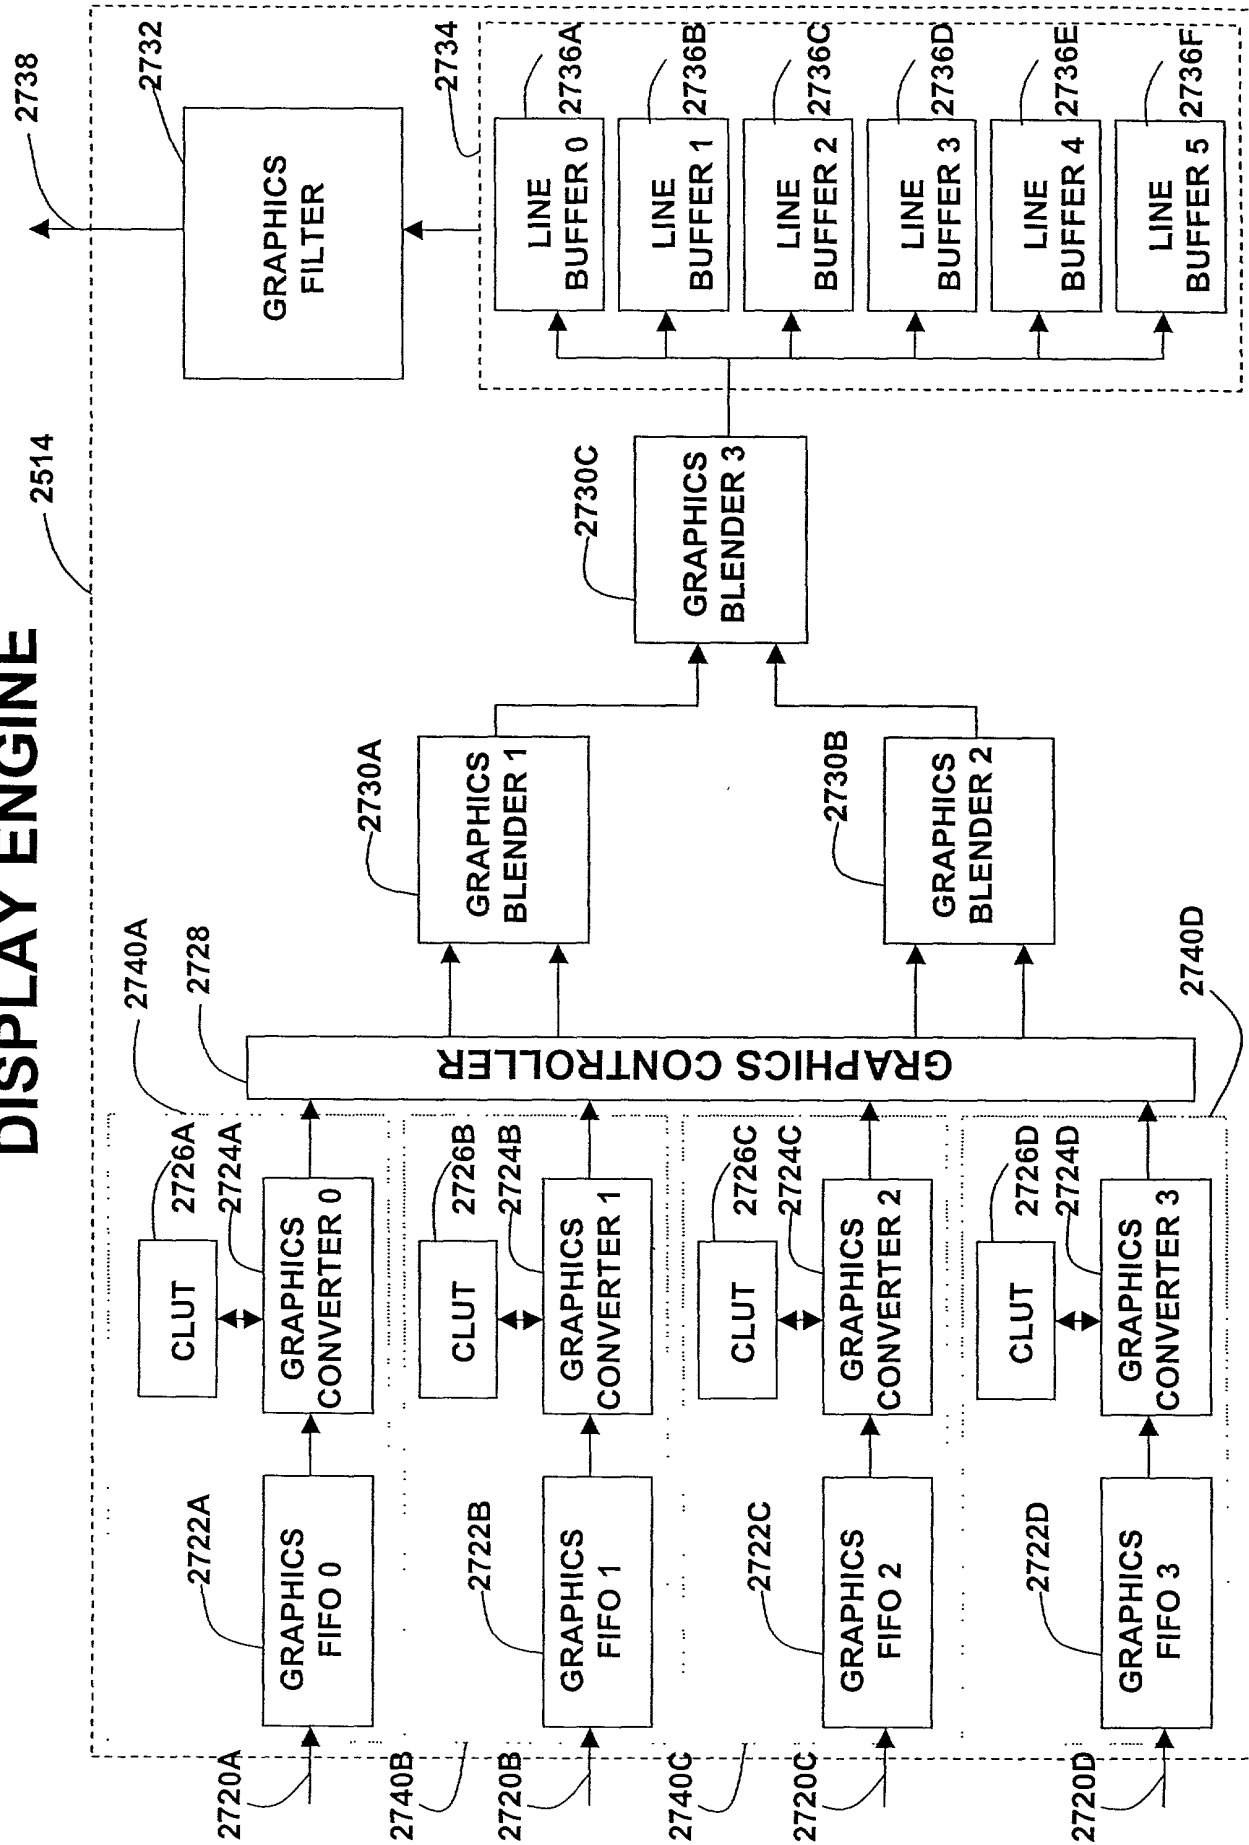 DISPLAY ENGINE
2514
2738
2732
2734
GRAPHICS
FILTER
2740A
2728
2726A
2724A
CLUT
GRAPHICS
CONVERTER 0
2722A
GRAPHICS
FIFO 0
2720A
2740B
2726B
2724B
CLUT
GRAPHICS
CONVERTER 1
2722B
GRAPHICS
FIFO 1
2720B
2740C
2726C
2724C
CLUT
GRAPHICS
CONVERTER 2
2722C
GRAPHICS
FIFO 2
2720C
2740D
2726D
2724D
CLUT
GRAPHICS
CONVERTER 3
2722D
GRAPHICS
FIFO 3
2720D
GRAPHICS CONTROLLER
2730A
GRAPHICS
BLENDER 1
2730B
GRAPHICS
BLENDER 2
2730C
GRAPHICS
BLENDER 3
LINE
BUFFER 0
2736A
LINE
BUFFER 1
2736B
LINE
BUFFER 2
2736C
LINE
BUFFER 3
2736D
LINE
BUFFER 4
2736E
LINE
BUFFER 5
2736F